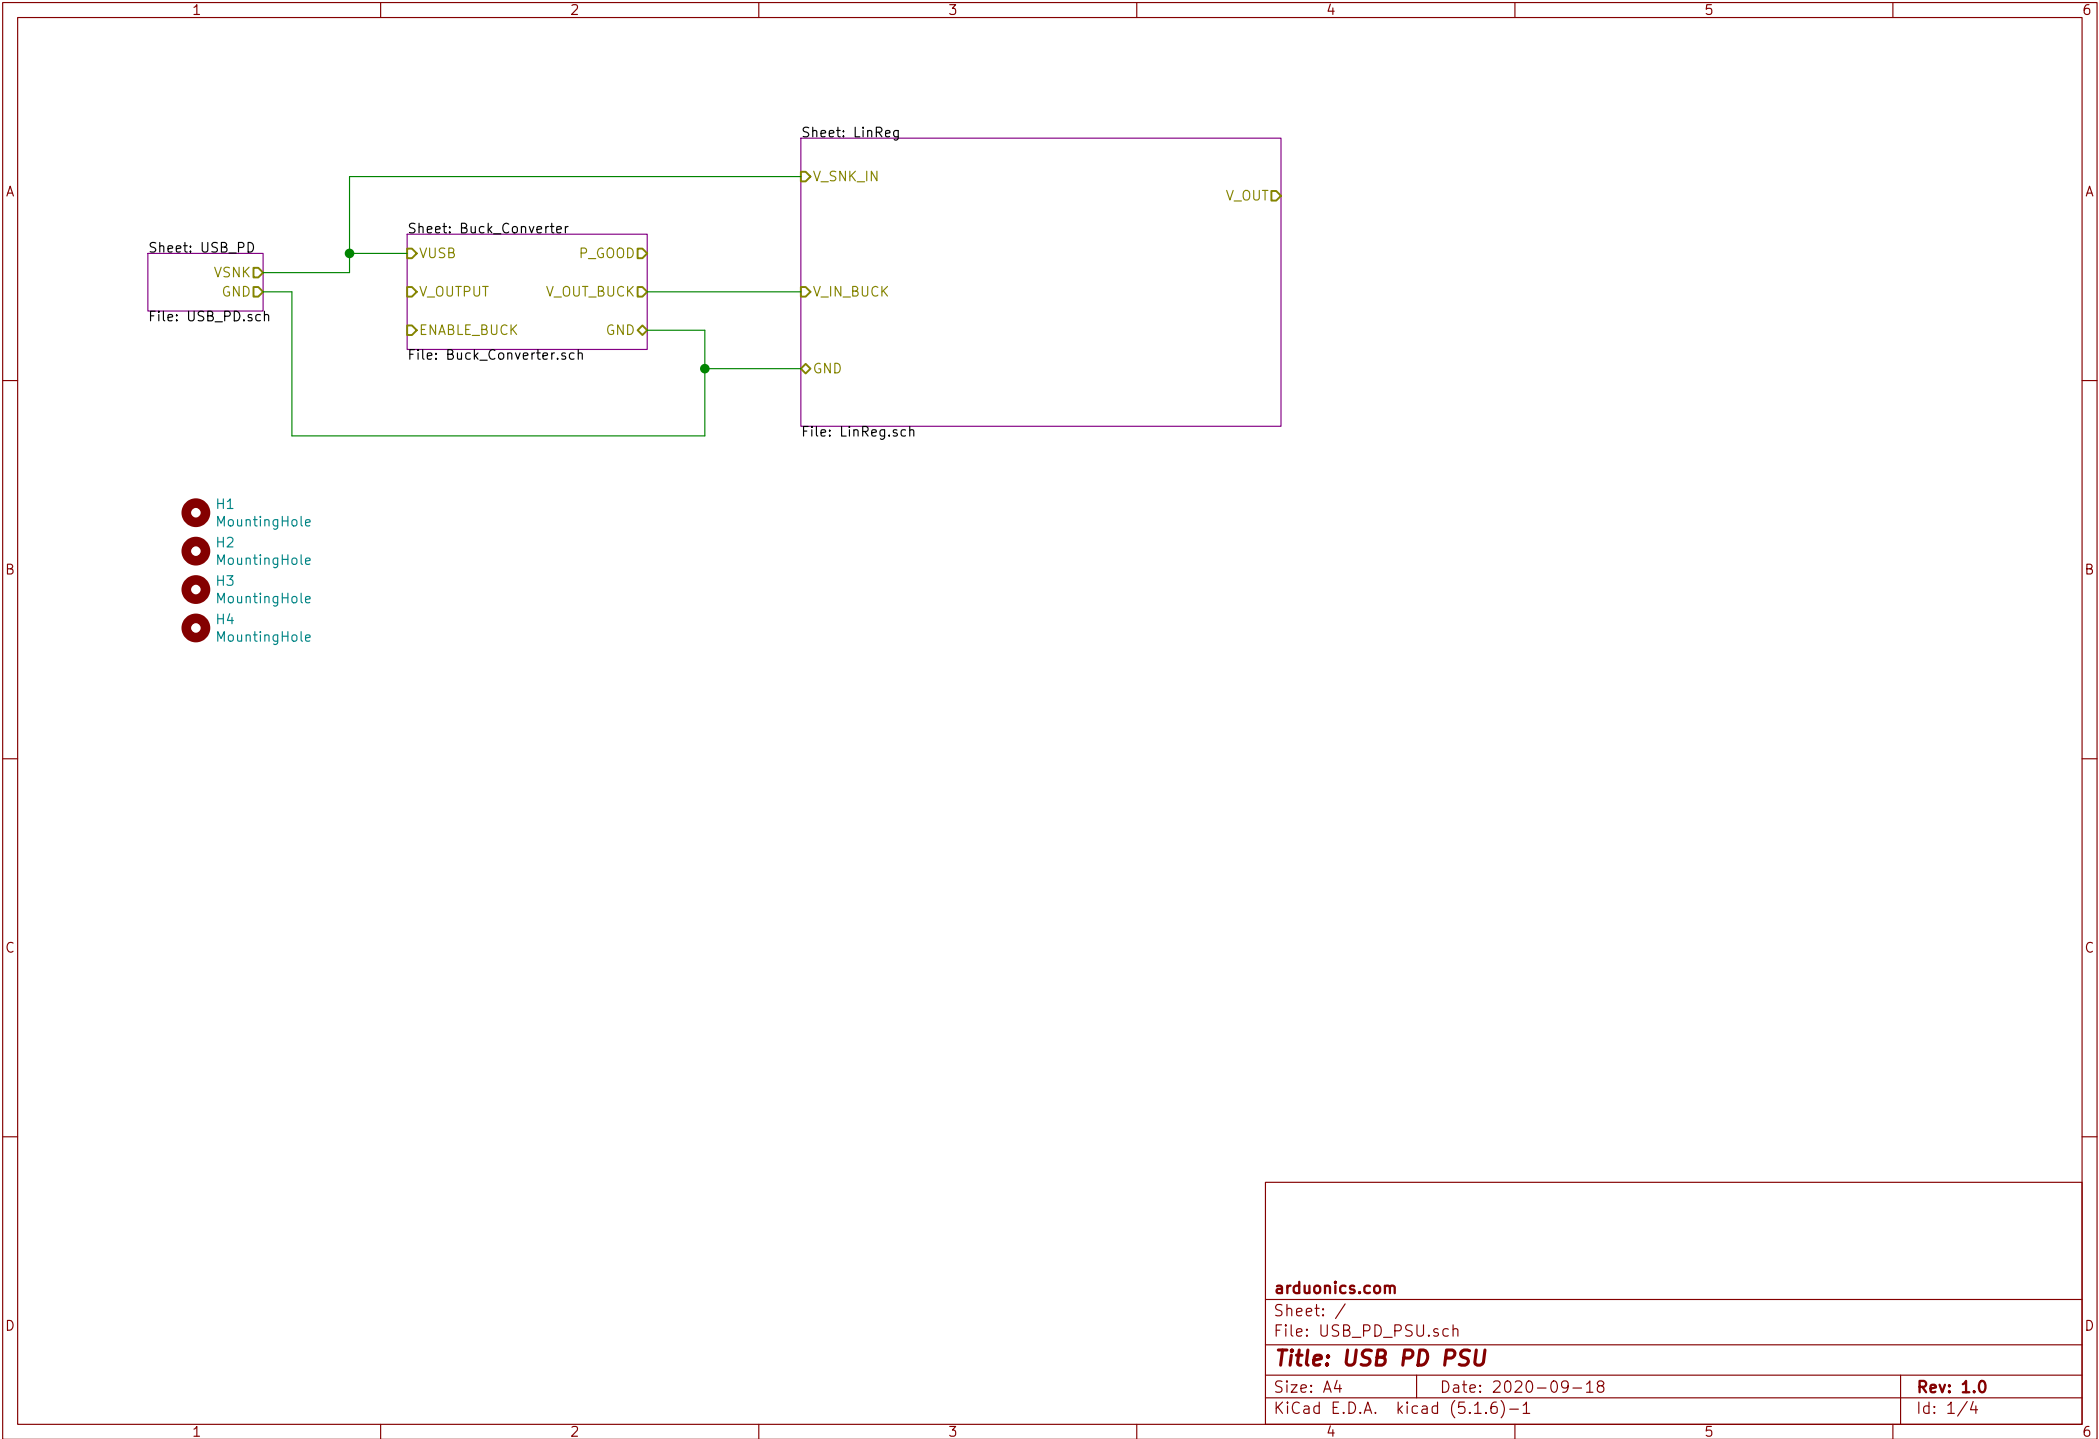 1 2 3 4 5 6
A A
B B
C C
D D
Sheet: USB_PD
VSNK
GND
File: USB_PD.sch
Sheet: Buck_Converter
VUSB P_GOOD
V_OUTPUT V_OUT_BUCK
ENABLE_BUCK GND
File: Buck_Converter.sch
Sheet: LinReg
V_SNK_IN
V_OUT
V_IN_BUCK
GND
File: LinReg.sch
H1
MountingHole
H2
MountingHole
H3
MountingHole
H4
MountingHole
arduonics.com
Sheet: /
File: USB_PD_PSU.sch
Title: USB PD PSU
Size: A4 Date: 2020-09-18 Rev: 1.0
KiCad E.D.A. kicad (5.1.6)-1 Id: 1/4
1 2 3 4 5 6